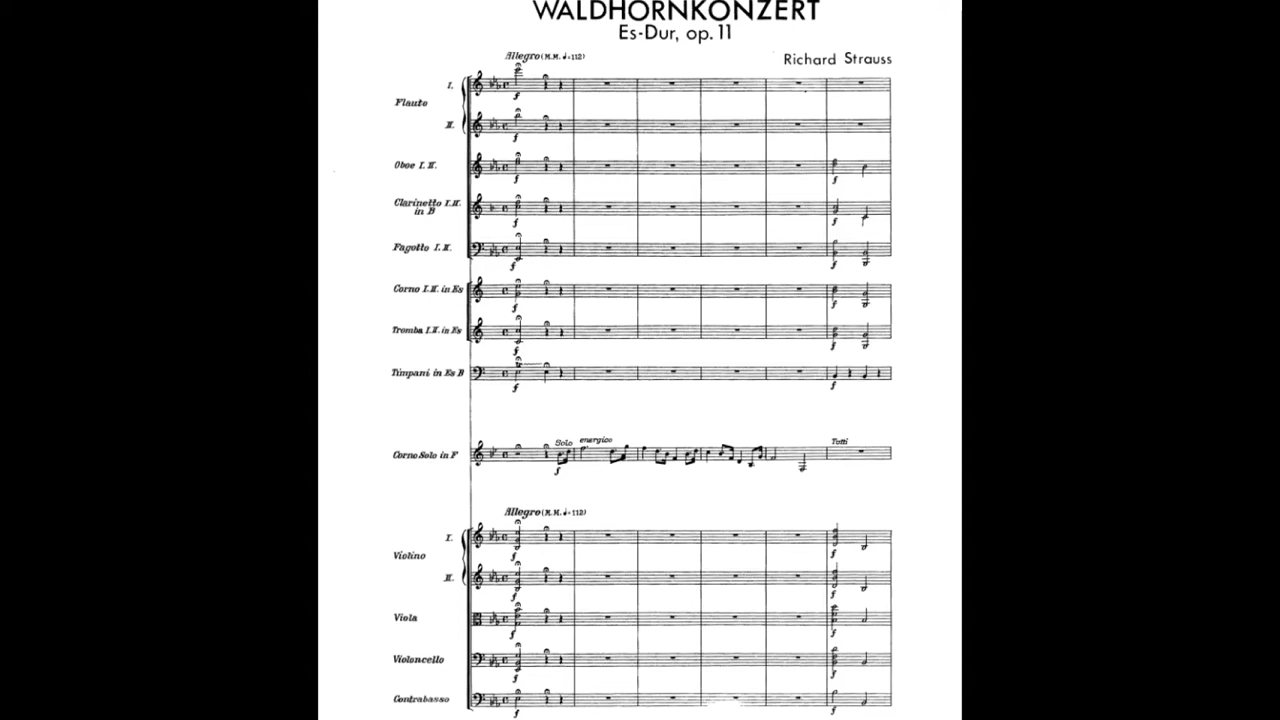 WALDHORNKONZERT
Es-Dur, op. 11
Richard Strauss
Allegro (M.M. ♩=112)
I.
Flauto
II.
f
f
Oboe I. II.
f
f
Clarinetto I. II.
in B
f
f
Fagotto I. II.
f
f
Corno I. II. in Es
f
f
Tromba I. II. in Es
f
f
Timpani in Es B
f
f
Solo energico
Tutti
Corno Solo in F
f
Allegro (M.M. ♩=112)
I.
f
f
Violino
II.
f
f
Viola
f
f
Violoncello
f
f
Contrabasso
f
f